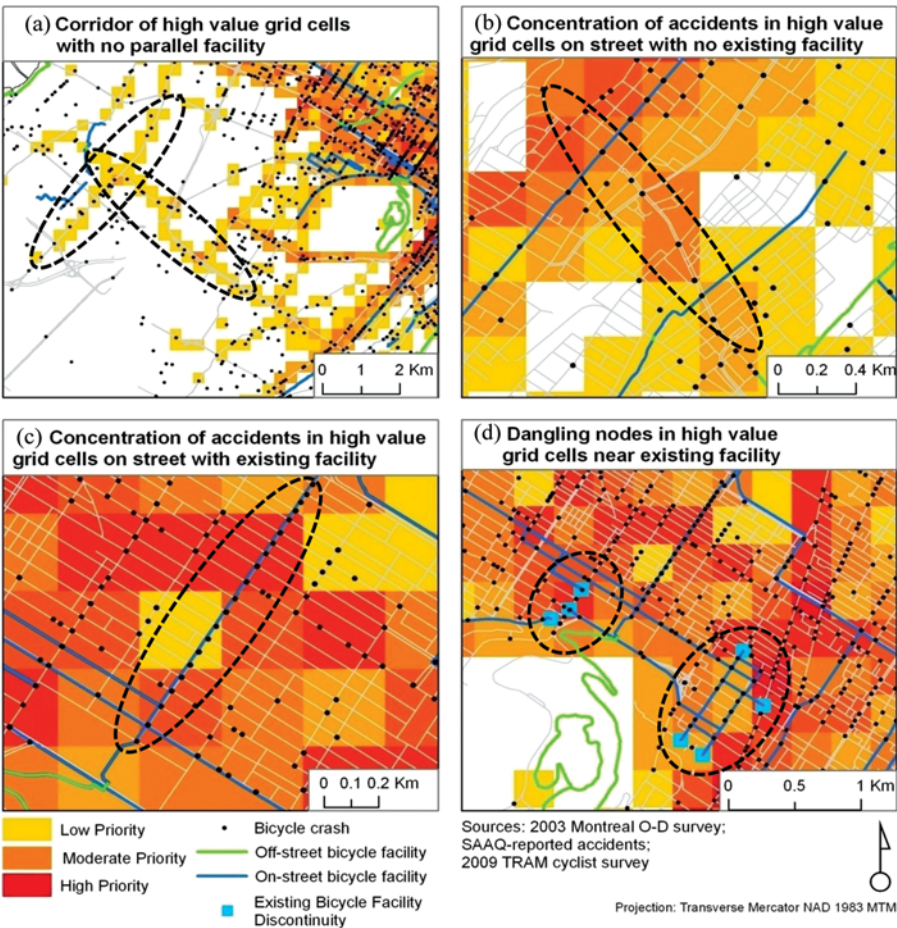 (a) Corridor of high value grid cells
with no parallel facility
0 1 2 Km
(b) Concentration of accidents in high value
grid cells on street with no existing facility
0 0.2 0.4 Km
(c) Concentration of accidents in high value
grid cells on street with existing facility
0 0.1 0.2 Km
(d) Dangling nodes in high value
grid cells near existing facility
0 0.5 1 Km
Low Priority
Moderate Priority
High Priority
Bicycle crash
Off-street bicycle facility
On-street bicycle facility
Existing Bicycle Facility
Discontinuity
Sources: 2003 Montreal O-D survey;
SAAQ-reported accidents;
2009 TRAM cyclist survey
Projection: Transverse Mercator NAD 1983 MTM